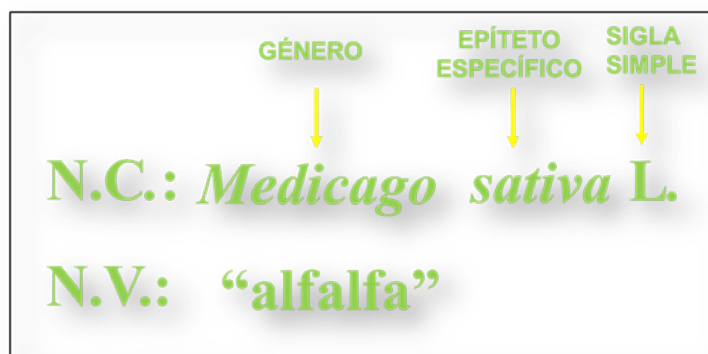 GÉNERO
EPÍTETO
ESPECÍFICO
SIGLA
SIMPLE
N.C.: Medicago sativa L.
N.V.: “alfalfa”